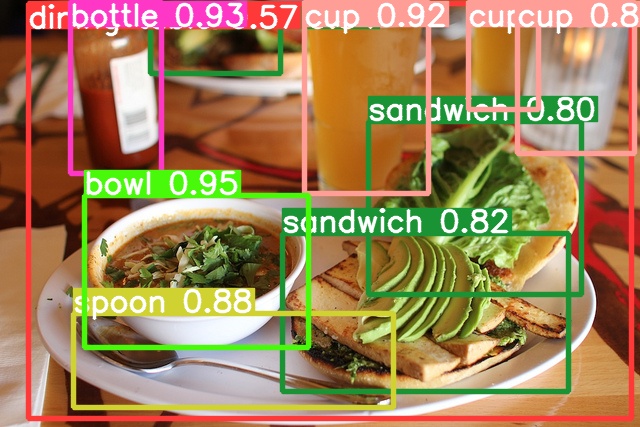 bottle 0.93
.57
cup 0.92
cup 0.8
sandwich 0.80
bowl 0.95
sandwich 0.82
spoon 0.88